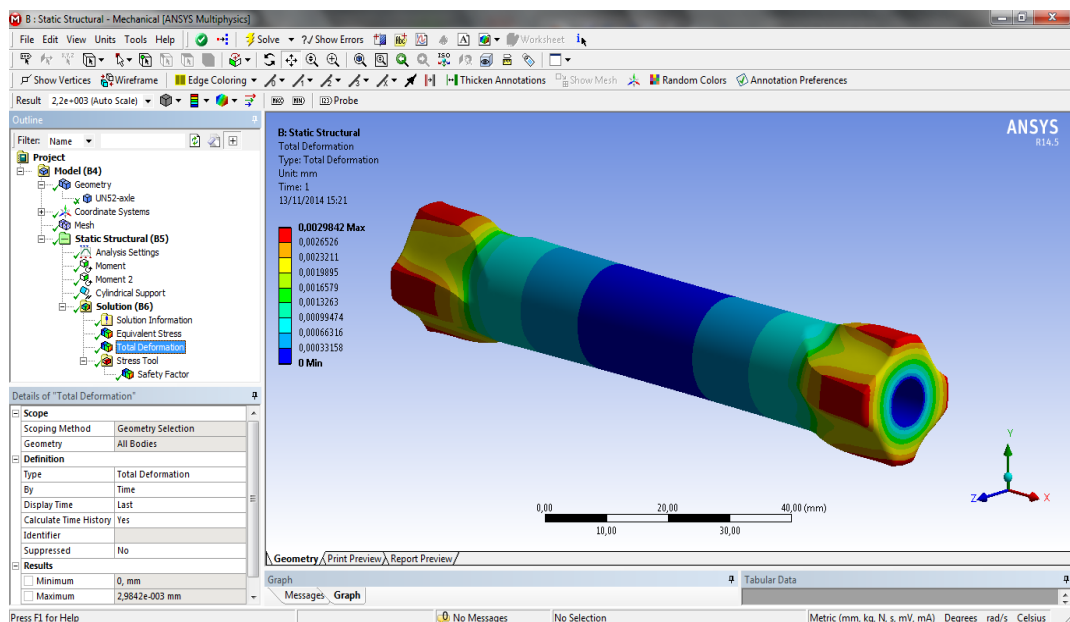 B : Static Structural - Mechanical [ANSYS Multiphysics]
File Edit View Units Tools Help Solve ?/ Show Errors Worksheet
Show Vertices Wireframe Edge Coloring Thicken Annotations Show Mesh Random Colors Annotation Preferences
Result 2,2e+003 (Auto Scale) Probe
Outline
Filter: Name
Project
Model (B4)
Geometry
UN52-axle
Coordinate Systems
Mesh
Static Structural (B5)
Analysis Settings
Moment
Moment 2
Cylindrical Support
Solution (B6)
Solution Information
Equivalent Stress
Total Deformation
Stress Tool
Safety Factor
Details of "Total Deformation"
Scope
Scoping Method Geometry Selection
Geometry All Bodies
Definition
Type Total Deformation
By Time
Display Time Last
Calculate Time History Yes
Identifier
Suppressed No
Results
Minimum 0, mm
Maximum 2,9842e-003 mm
B: Static Structural
Total Deformation
Type: Total Deformation
Unit: mm
Time: 1
13/11/2014 15:21
0,0029842 Max
0,0026526
0,0023211
0,0019895
0,0016579
0,0013263
0,00099474
0,00066316
0,00033158
0 Min
ANSYS
R14.5
Y
Z X
0,00 20,00 40,00 (mm)
10,00 30,00
Geometry Print Preview Report Preview
Graph
Messages Graph
Tabular Data
Press F1 for Help 0 No Messages No Selection Metric (mm, kg, N, s, mV, mA) Degrees rad/s Celsius